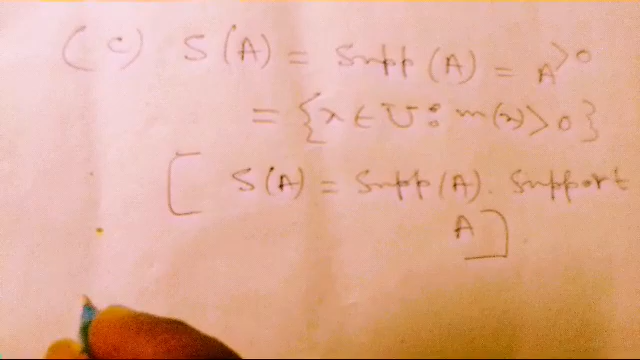 (c) S(A) = Supp(A) = A^{>0}
= {x ∈ U : m(x) > 0}
[ S(A) = Supp(A). Support
A ]